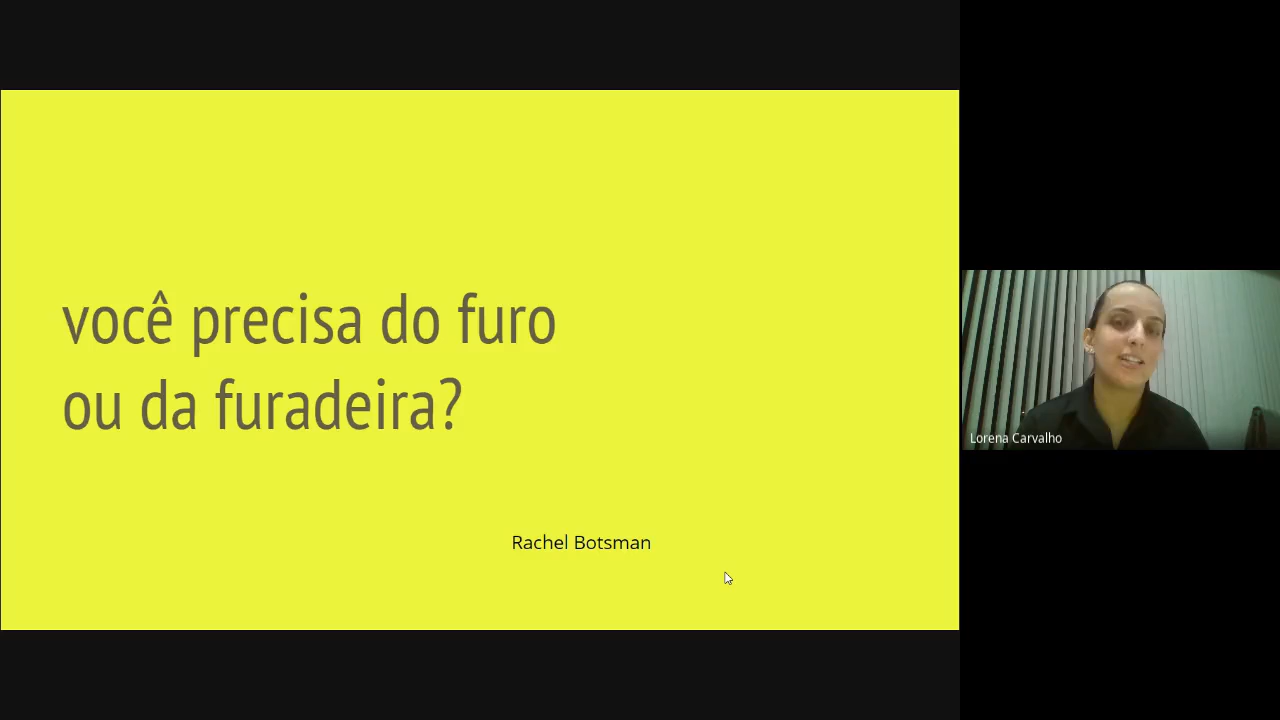 você precisa do furo
ou da furadeira?
Rachel Botsman
Lorena Carvalho